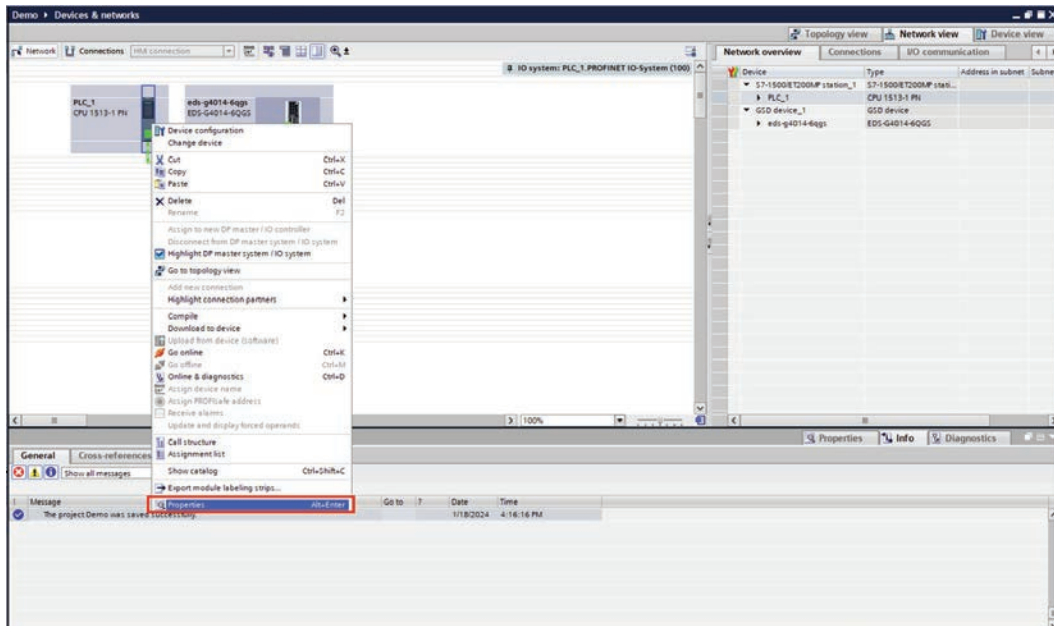 Demo ▸ Devices & networks
Topology view Network view Device view
Network Connections HMI connection
Network overview Connections I/O communication
IO system: PLC_1.PROFINET IO-System (100)
PLC_1
CPU 1513-1 PN
eds-g4014-6qgs
EDS-G4014-6QGS
Device Type Address in subnet Subne
S7-1500/ET200MP station_1 S7-1500/ET200MP stati...
PLC_1 CPU 1513-1 PN
GSD device_1 GSD device
eds-g4014-6qgs EDS-G4014-6QGS
Device configuration
Change device
Cut Ctrl+X
Copy Ctrl+C
Paste Ctrl+V
Delete Del
Rename F2
Assign to new DP master / IO controller
Disconnect from DP master system / IO system
Highlight DP master system / IO system
Go to topology view
Add new connection
Highlight connection partners
Compile
Download to device
Upload from device (software)
Go online Ctrl+K
Go offline Ctrl+M
Online & diagnostics Ctrl+D
Assign device name
Assign PROFIsafe address
Receive alarms
Update and display forced operands
Call structure
Assignment list
Show catalog Ctrl+Shift+C
Export module labeling strips...
Properties Alt+Enter
100%
Properties Info Diagnostics
General Cross-references
Show all messages
! Message Go to ? Date Time
The project Demo was saved successfully. 1/18/2024 4:16:16 PM